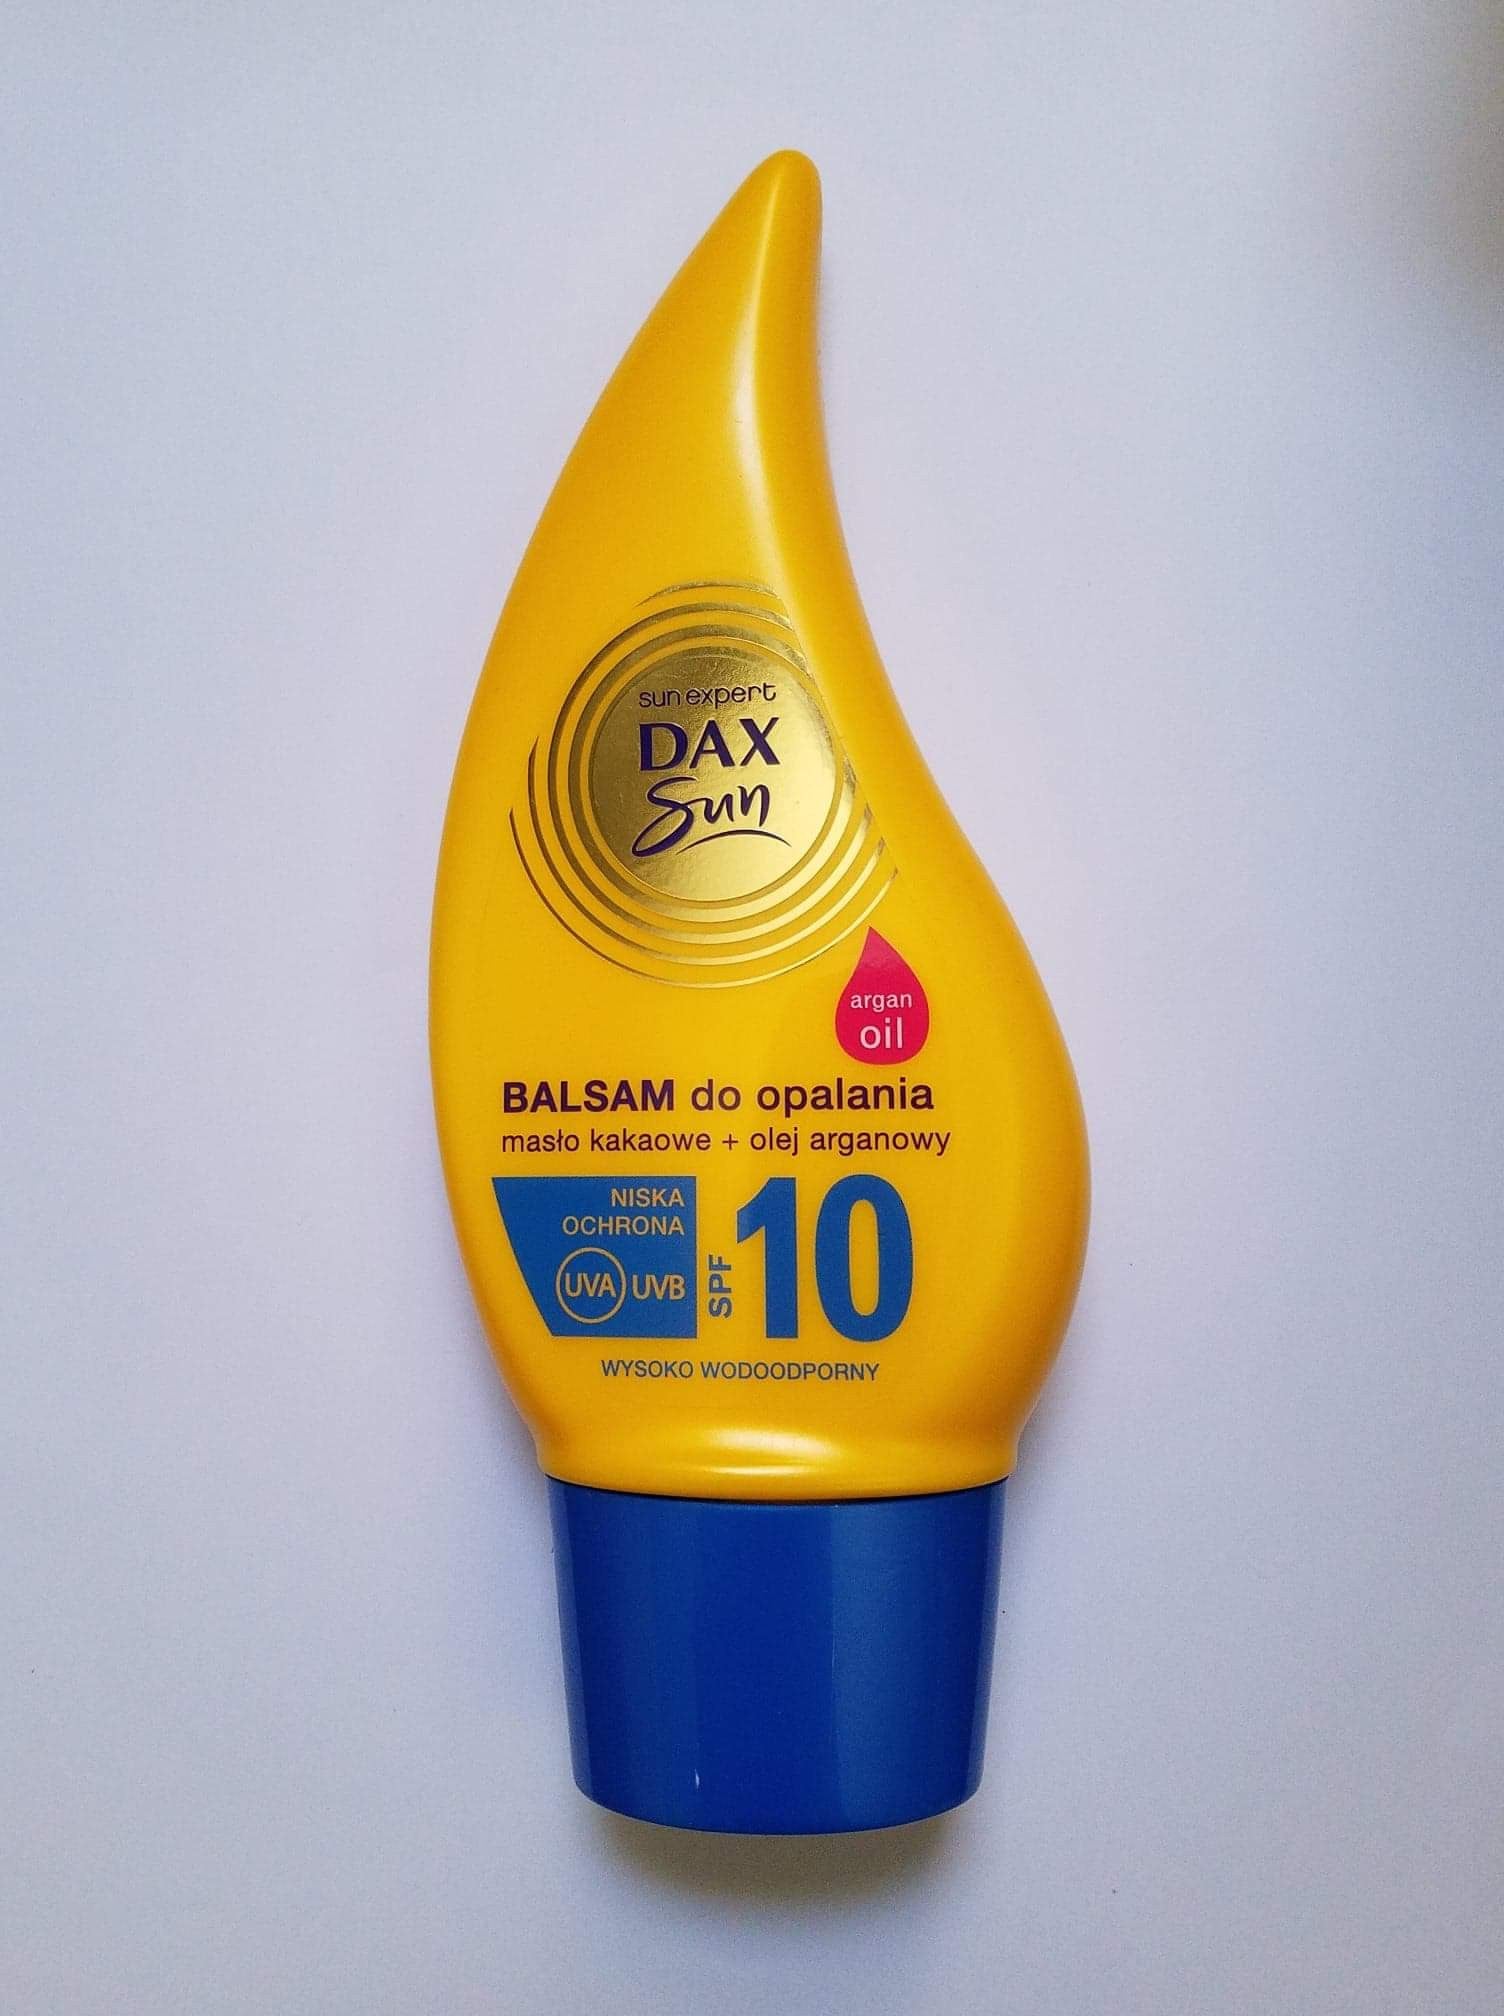 sun expert
DAX
Sun
argan
oil
BALSAM do opalania
masło kakaowe + olej arganowy
NISKA
OCHRONA
UVA UVB
SPF 10
WYSOKO WODOODPORNY